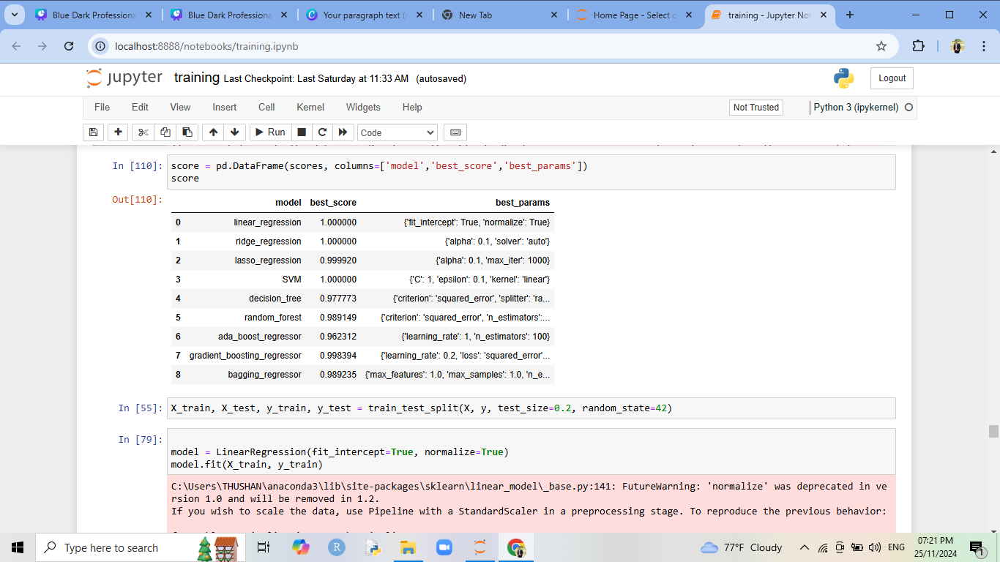 Blue Dark Professiona
Blue Dark Professiona
Your paragraph text (
New Tab
Home Page - Select o
training - Jupyter Not
localhost:8888/notebooks/training.ipynb
jupyter training Last Checkpoint: Last Saturday at 11:33 AM (autosaved)
Logout
File Edit View Insert Cell Kernel Widgets Help
Not Trusted
Python 3 (ipykernel)
Run
Code
In [110]: score = pd.DataFrame(scores, columns=['model','best_score','best_params'])
score
Out[110]:
model best_score best_params
0 linear_regression 1.000000 {'fit_intercept': True, 'normalize': True}
1 ridge_regression 1.000000 {'alpha': 0.1, 'solver': 'auto'}
2 lasso_regression 0.999920 {'alpha': 0.1, 'max_iter': 1000}
3 SVM 1.000000 {'C': 1, 'epsilon': 0.1, 'kernel': 'linear'}
4 decision_tree 0.977773 {'criterion': 'squared_error', 'splitter': 'ra...
5 random_forest 0.989149 {'criterion': 'squared_error', 'n_estimators':...
6 ada_boost_regressor 0.962312 {'learning_rate': 1, 'n_estimators': 100}
7 gradient_boosting_regressor 0.998394 {'learning_rate': 0.2, 'loss': 'squared_error'...
8 bagging_regressor 0.989235 {'max_features': 1.0, 'max_samples': 1.0, 'n_e...
In [55]: X_train, X_test, y_train, y_test = train_test_split(X, y, test_size=0.2, random_state=42)
In [79]:
model = LinearRegression(fit_intercept=True, normalize=True)
model.fit(X_train, y_train)
C:\Users\THUSHAN\anaconda3\lib\site-packages\sklearn\linear_model\_base.py:141: FutureWarning: 'normalize' was deprecated in ve
rsion 1.0 and will be removed in 1.2.
If you wish to scale the data, use Pipeline with a StandardScaler in a preprocessing stage. To reproduce the previous behavior:
Type here to search
R
77°F Cloudy
ENG
07:21 PM
25/11/2024
1